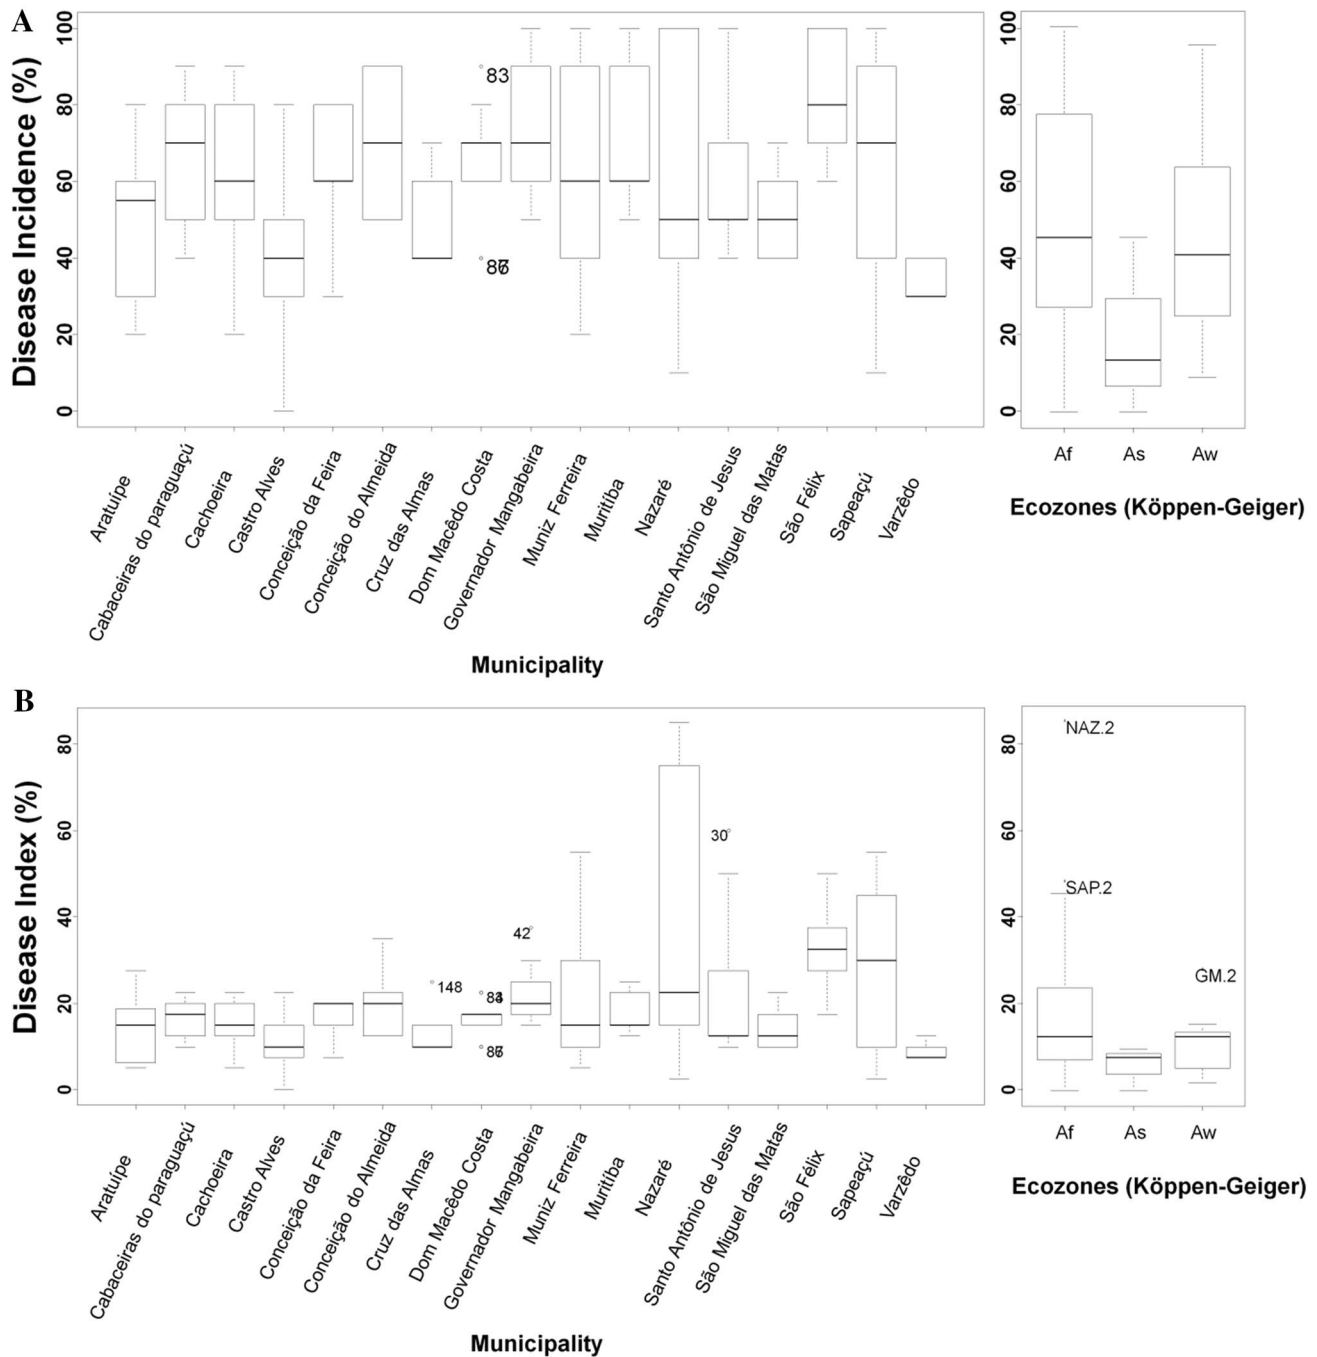 A
Disease Incidence (%)
100
80
60
40
20
0
83
86
Aratuípe
Cabaceiras do paraguaçú
Cachoeira
Castro Alves
Conceição da Feira
Conceição do Almeida
Cruz das Almas
Dom Macêdo Costa
Governador Mangabeira
Muniz Ferreira
Muritiba
Nazaré
Santo Antônio de Jesus
São Miguel das Matas
São Félix
Sapeaçú
Varzêdo
Municipality
100
80
60
40
20
0
Af As Aw
Ecozones (Köppen-Geiger)
B
Disease Index (%)
80
60
40
20
0
148
42
30
Aratuípe
Cabaceiras do paraguaçú
Cachoeira
Castro Alves
Conceição da Feira
Conceição do Almeida
Cruz das Almas
Dom Macêdo Costa
Governador Mangabeira
Muniz Ferreira
Muritiba
Nazaré
Santo Antônio de Jesus
São Miguel das Matas
São Félix
Sapeaçú
Varzêdo
Municipality
80
60
40
20
0
NAZ.2
SAP.2
GM.2
Af As Aw
Ecozones (Köppen-Geiger)